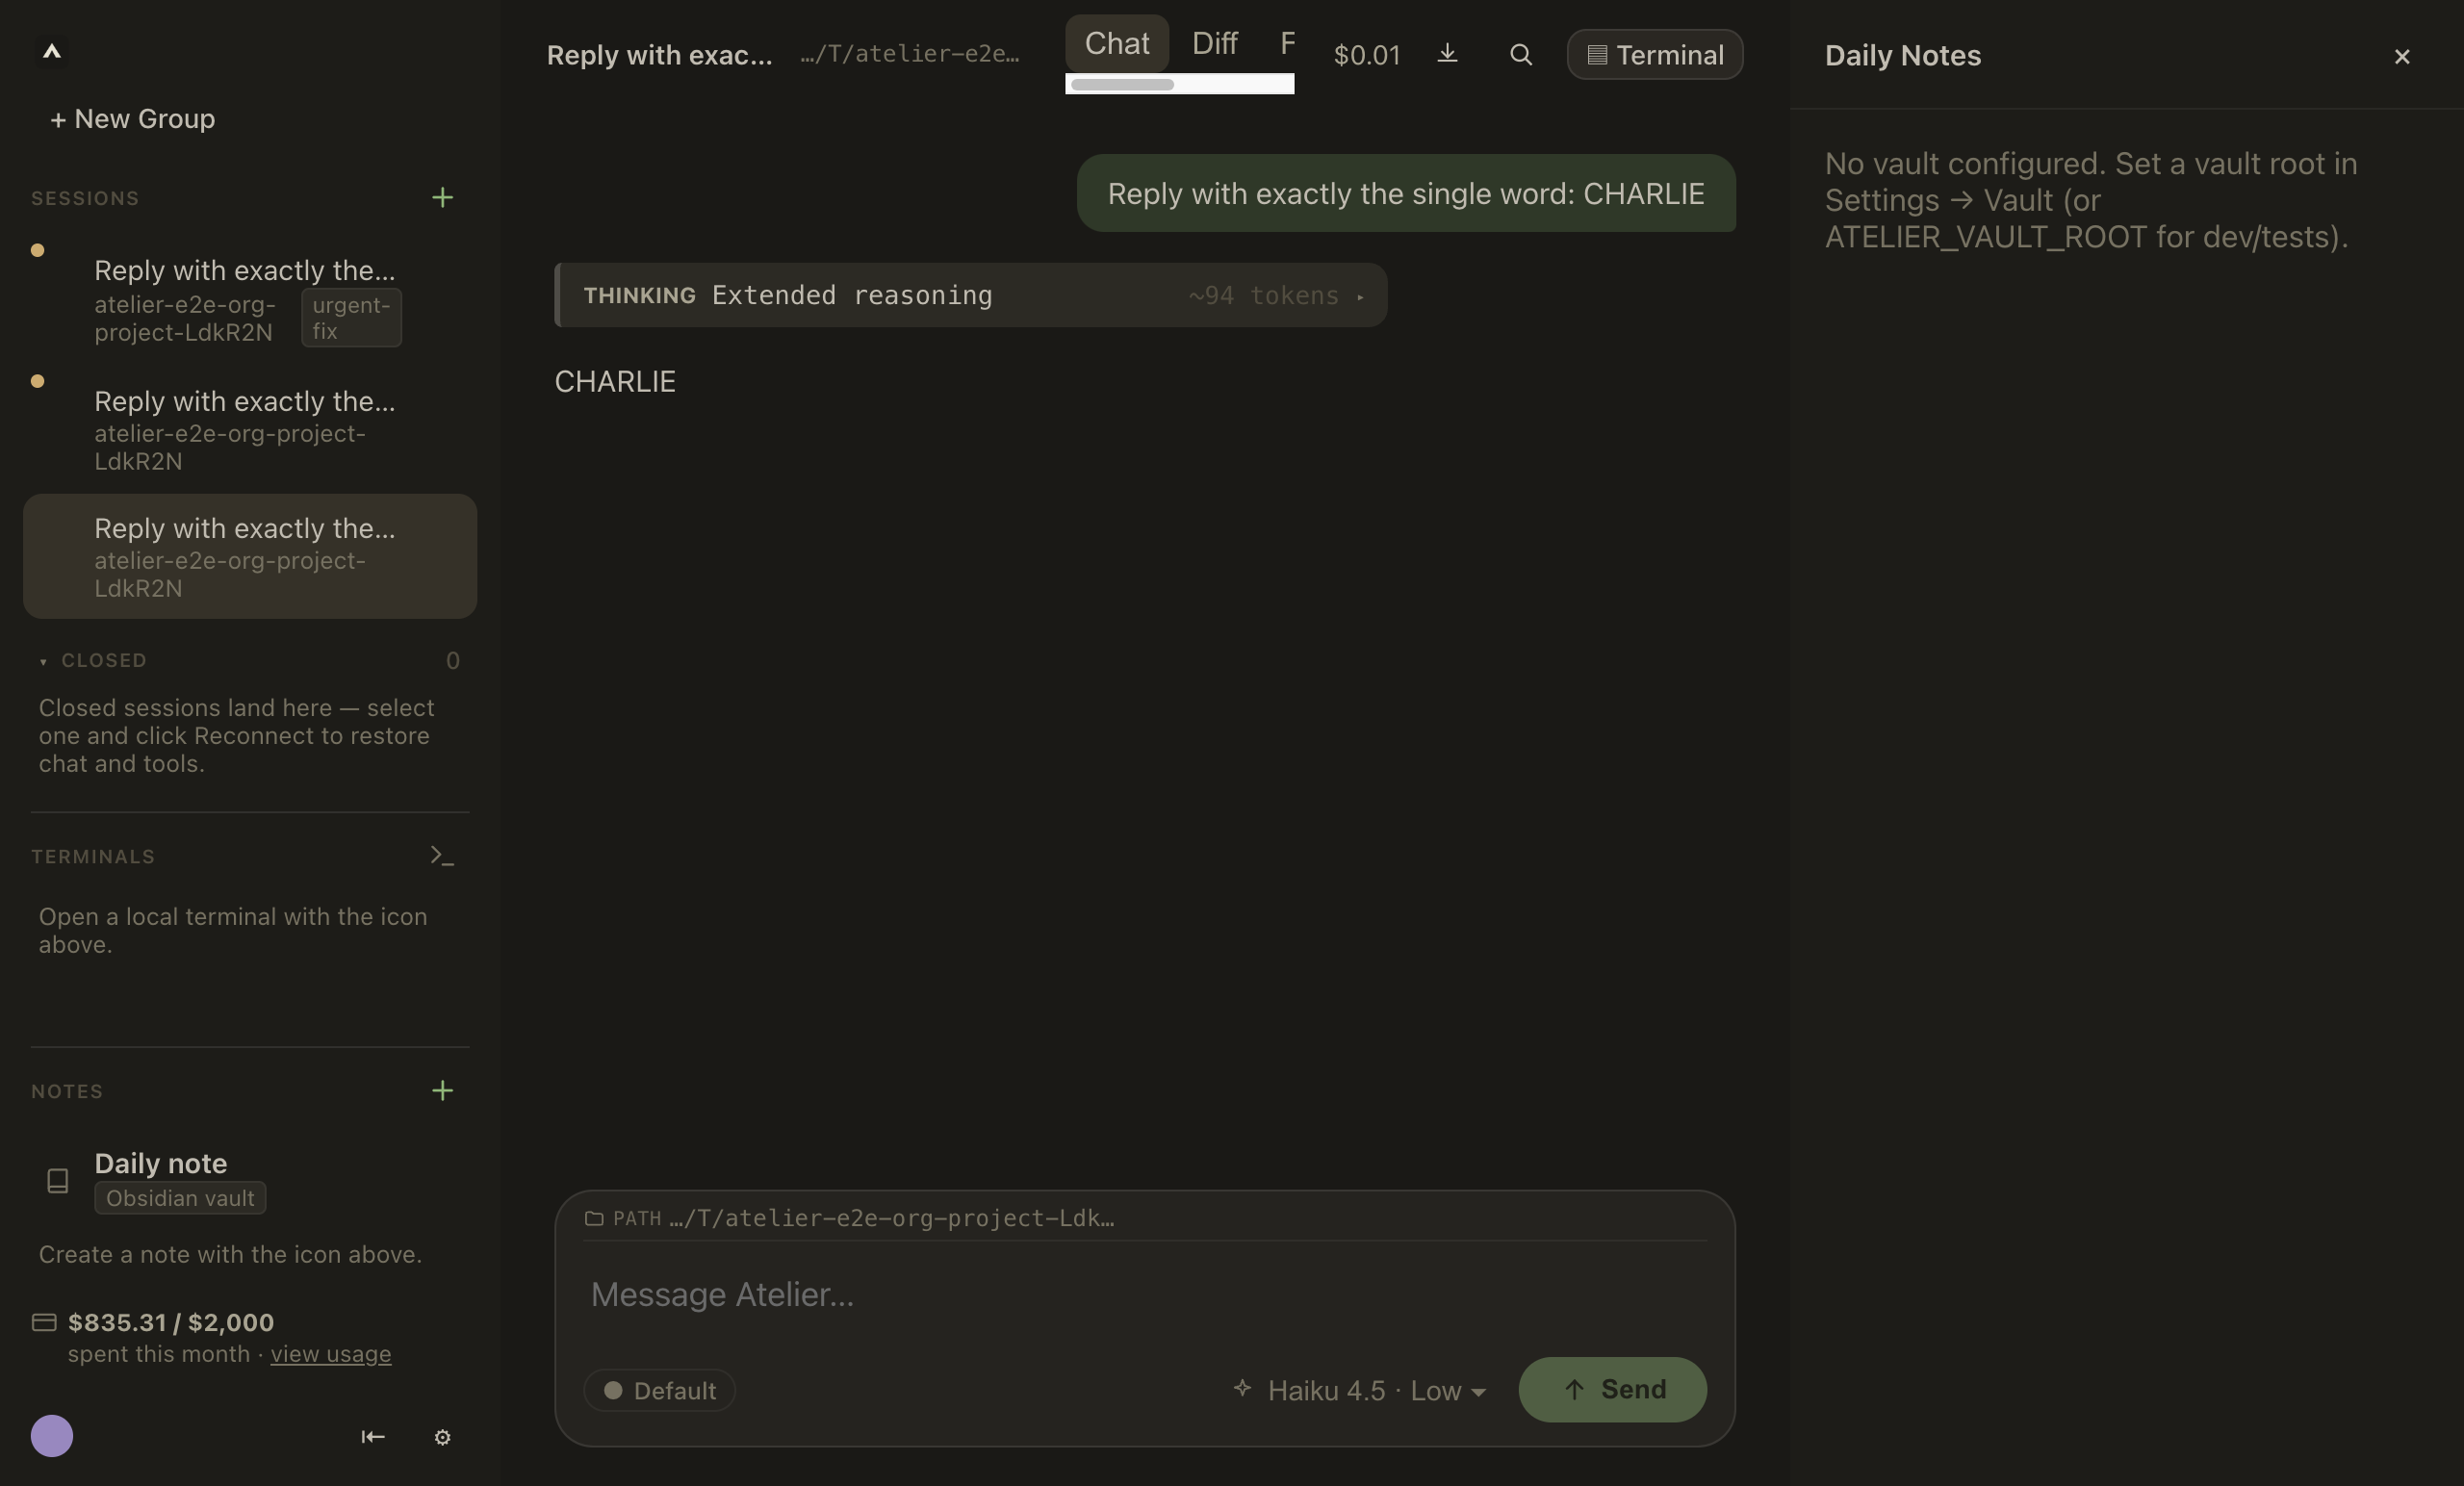 + New Group
SESSIONS
Reply with exactly the…
atelier-e2e-org-
project-LdkR2N
urgent-
fix
Reply with exactly the…
atelier-e2e-org-project-
LdkR2N
Reply with exactly the…
atelier-e2e-org-project-
LdkR2N
CLOSED 0
Closed sessions land here — select
one and click Reconnect to restore
chat and tools.
TERMINALS
Open a local terminal with the icon
above.
NOTES
Daily note
Obsidian vault
Create a note with the icon above.
$835.31 / $2,000
spent this month · view usage
Reply with exac… …/T/atelier-e2e… Chat Diff F $0.01 Terminal
Reply with exactly the single word: CHARLIE
THINKING Extended reasoning ~94 tokens
CHARLIE
PATH …/T/atelier-e2e-org-project-Ldk…
Message Atelier…
Default Haiku 4.5 · Low Send
Daily Notes
No vault configured. Set a vault root in
Settings → Vault (or
ATELIER_VAULT_ROOT for dev/tests).